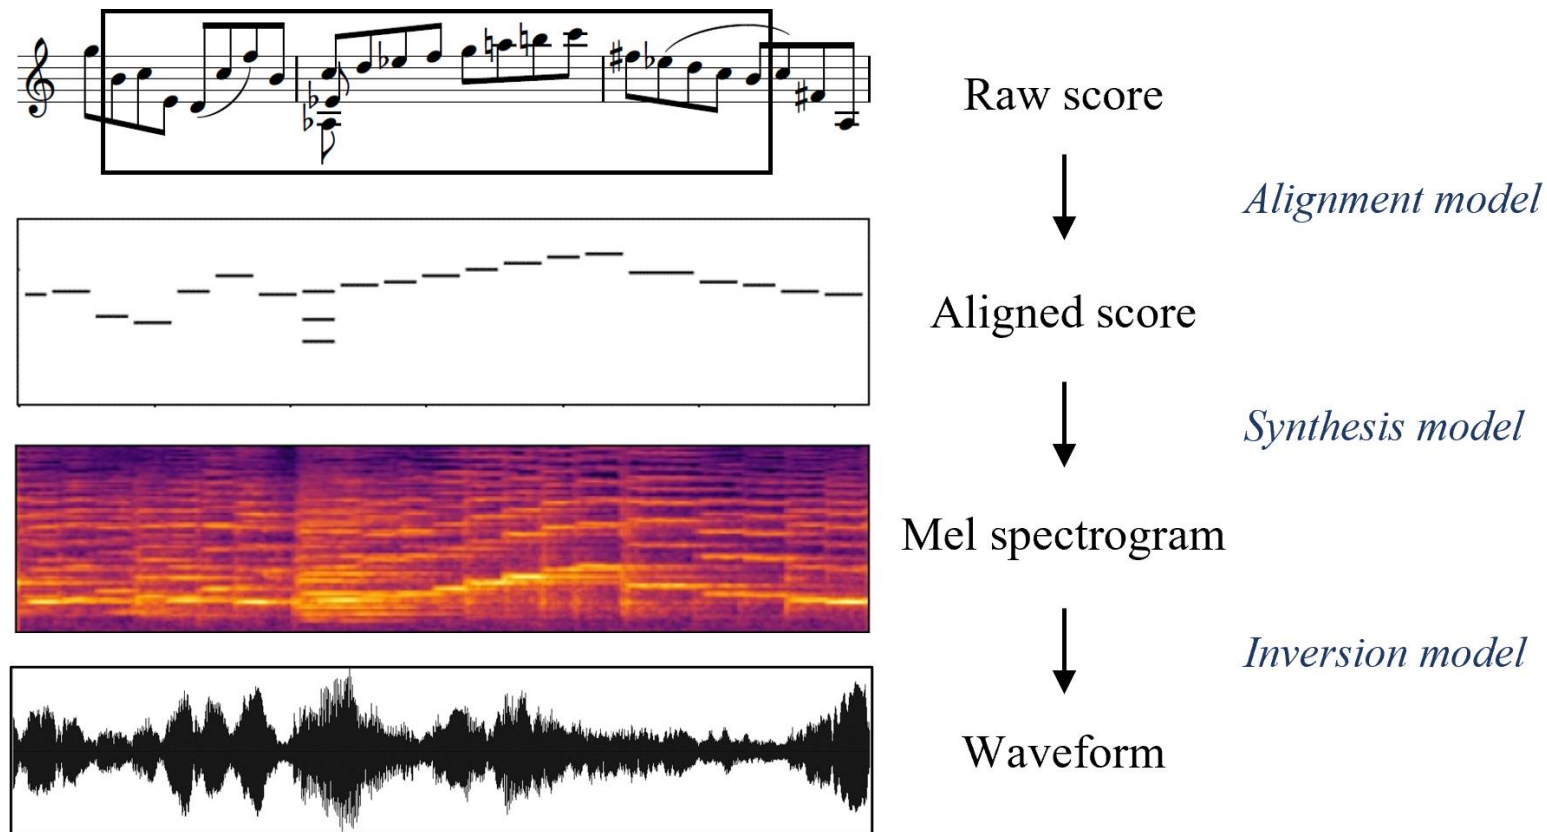 Raw score
Alignment model
Aligned score
Synthesis model
Mel spectrogram
Inversion model
Waveform